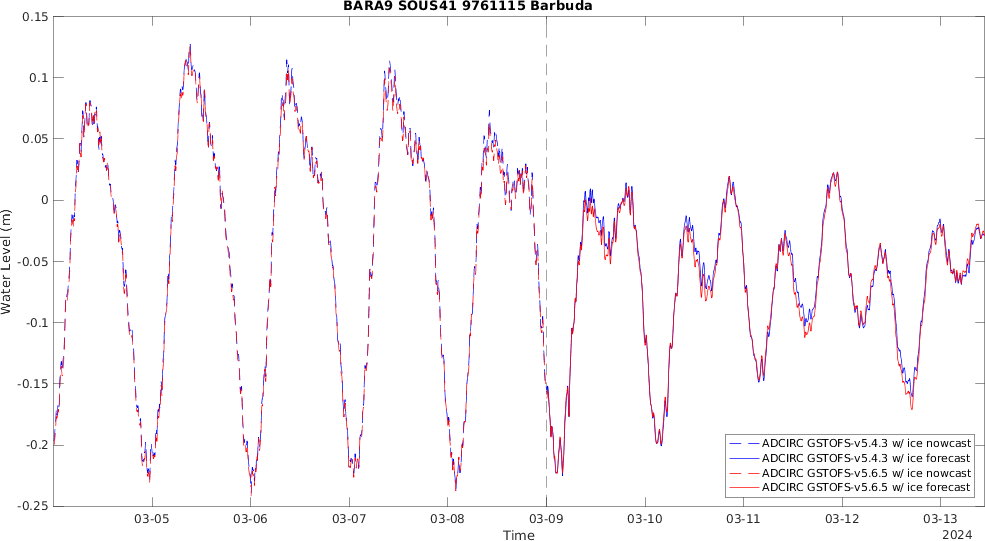 BARA9 SOUS41 9761115 Barbuda
0.15
0.1
0.05
0
-0.05
-0.1
-0.15
-0.2
-0.25
Water Level (m)
ADCIRC GSTOFS-v5.4.3 w/ ice nowcast
ADCIRC GSTOFS-v5.4.3 w/ ice forecast
ADCIRC GSTOFS-v5.6.5 w/ ice nowcast
ADCIRC GSTOFS-v5.6.5 w/ ice forecast
03-05 03-06 03-07 03-08 03-09 03-10 03-11 03-12 03-13
Time
2024